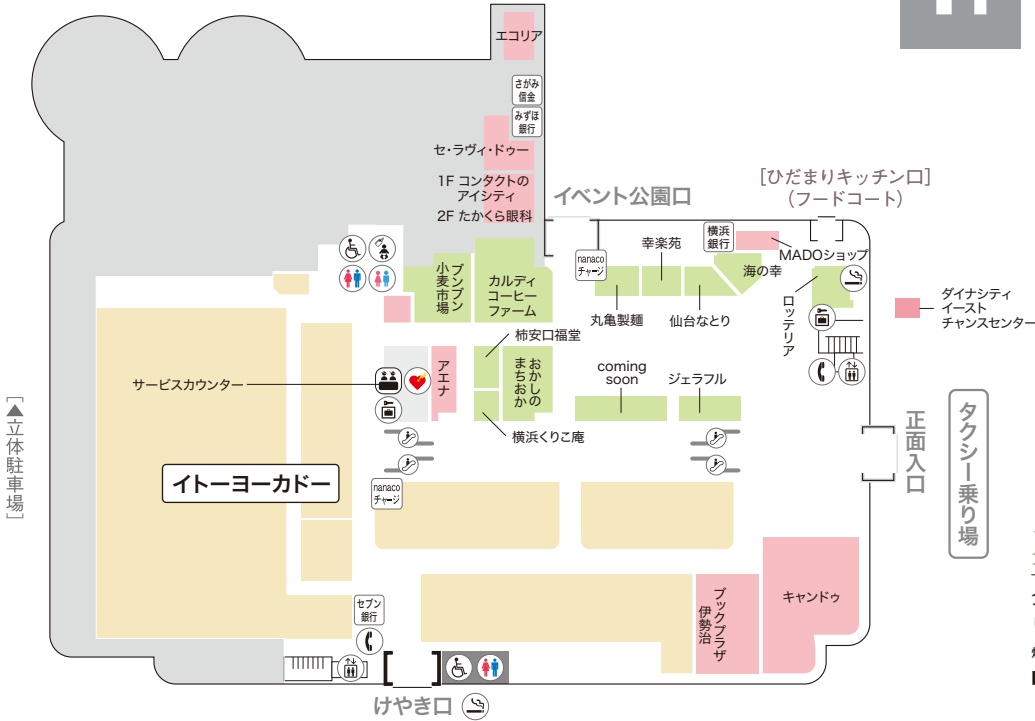 エコリア
さがみ
信金
みずほ
銀行
セ・ラヴィ・ドゥー
1F コンタクトの
アイシティ
2F たかくら眼科
イベント公園口
［ひだまりキッチン口］
（フードコート）
nanaco
チャージ
幸楽苑
横浜
銀行
MADOショップ
海の幸
丸亀製麺
仙台なとり
ロッテリア
ブンブン
小麦市場
カルディ
コーヒー
ファーム
ダイナシティ
イースト
チャンスセンター
柿安口福堂
サービスカウンター
アエナ
おかしの
まちおか
coming
soon
ジェラフル
横浜くりこ庵
［▲立体駐車場］
イトーヨーカドー
nanaco
チャージ
正面入口
タクシー乗り場
セブン
銀行
ブックプラザ
伊勢治
キャンドゥ
けやき口